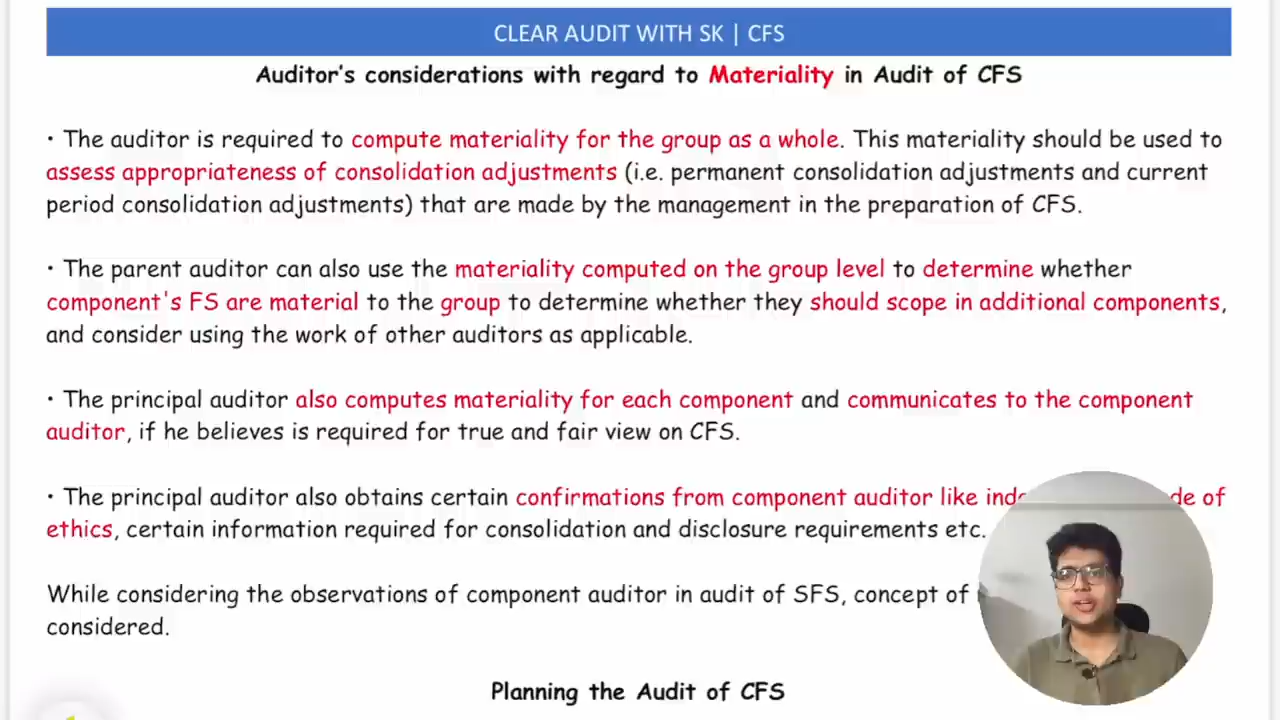 CLEAR AUDIT WITH SK | CFS
Auditor's considerations with regard to Materiality in Audit of CFS
• The auditor is required to compute materiality for the group as a whole. This materiality should be used to
assess appropriateness of consolidation adjustments (i.e. permanent consolidation adjustments and current
period consolidation adjustments) that are made by the management in the preparation of CFS.
• The parent auditor can also use the materiality computed on the group level to determine whether
component's FS are material to the group to determine whether they should scope in additional components,
and consider using the work of other auditors as applicable.
• The principal auditor also computes materiality for each component and communicates to the component
auditor, if he believes is required for true and fair view on CFS.
• The principal auditor also obtains certain confirmations from component auditor like of
ethics, certain information required for consolidation and disclosure requirements etc.
While considering the observations of component auditor in audit of SFS, concept of
considered.
Planning the Audit of CFS